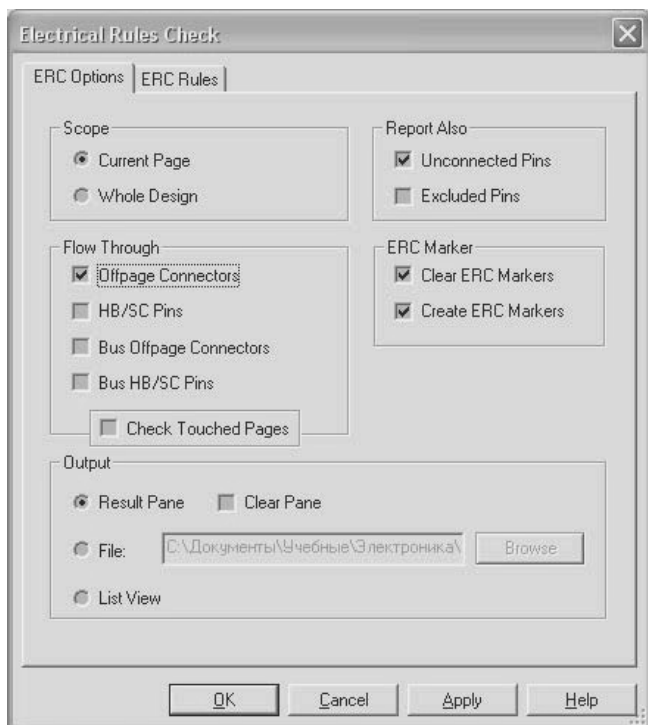 Electrical Rules Check
ERC Options
ERC Rules
Scope
Current Page
Whole Design
Report Also
Unconnected Pins
Excluded Pins
Flow Through
Offpage Connectors
HB/SC Pins
Bus Offpage Connectors
Bus HB/SC Pins
Check Touched Pages
ERC Marker
Clear ERC Markers
Create ERC Markers
Output
Result Pane
Clear Pane
File:
C:\Документы\Учебные\Электроника\
Browse
List View
OK
Cancel
Apply
Help